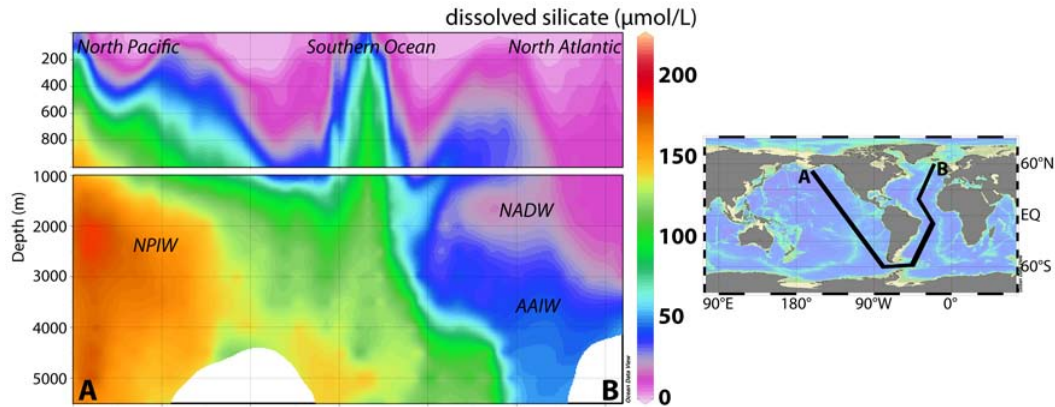 dissolved silicate (µmol/L)
North Pacific
Southern Ocean
North Atlantic
200
400
600
800
1000
2000
3000
4000
5000
Depth (m)
NPIW
NADW
AAIW
A
B
Ocean Data View
200
150
100
50
0
A
B
60°N
EQ
60°S
90°E
180°
90°W
0°